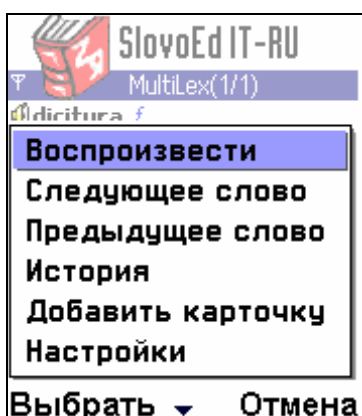 SlovoEd IT-RU
MultiLex(1/1)
dicitura f
Воспроизвести
Следующее слово
Предыдущее слово
История
Добавить карточку
Настройки
Выбрать Отмена